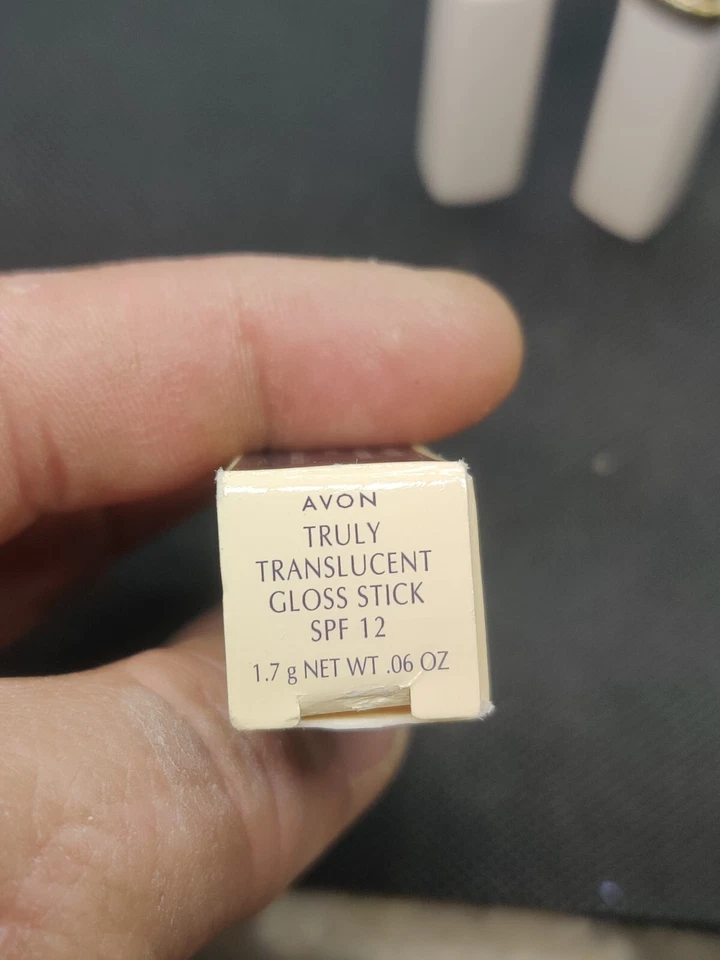 AVON
TRULY
TRANSLUCENT
GLOSS STICK
SPF 12
1.7 g NET WT .06 OZ